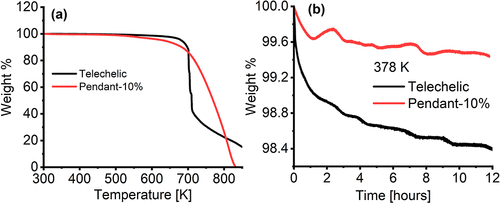 (a)
Weight %
120
100
80
60
40
20
0
Telechelic
Pendant-10%
300 400 500 600 700 800
Temperature [K]
(b)
Weight %
100.0
99.6
99.2
98.8
98.4
378 K
Telechelic
Pendant-10%
0 2 4 6 8 10 12
Time [hours]